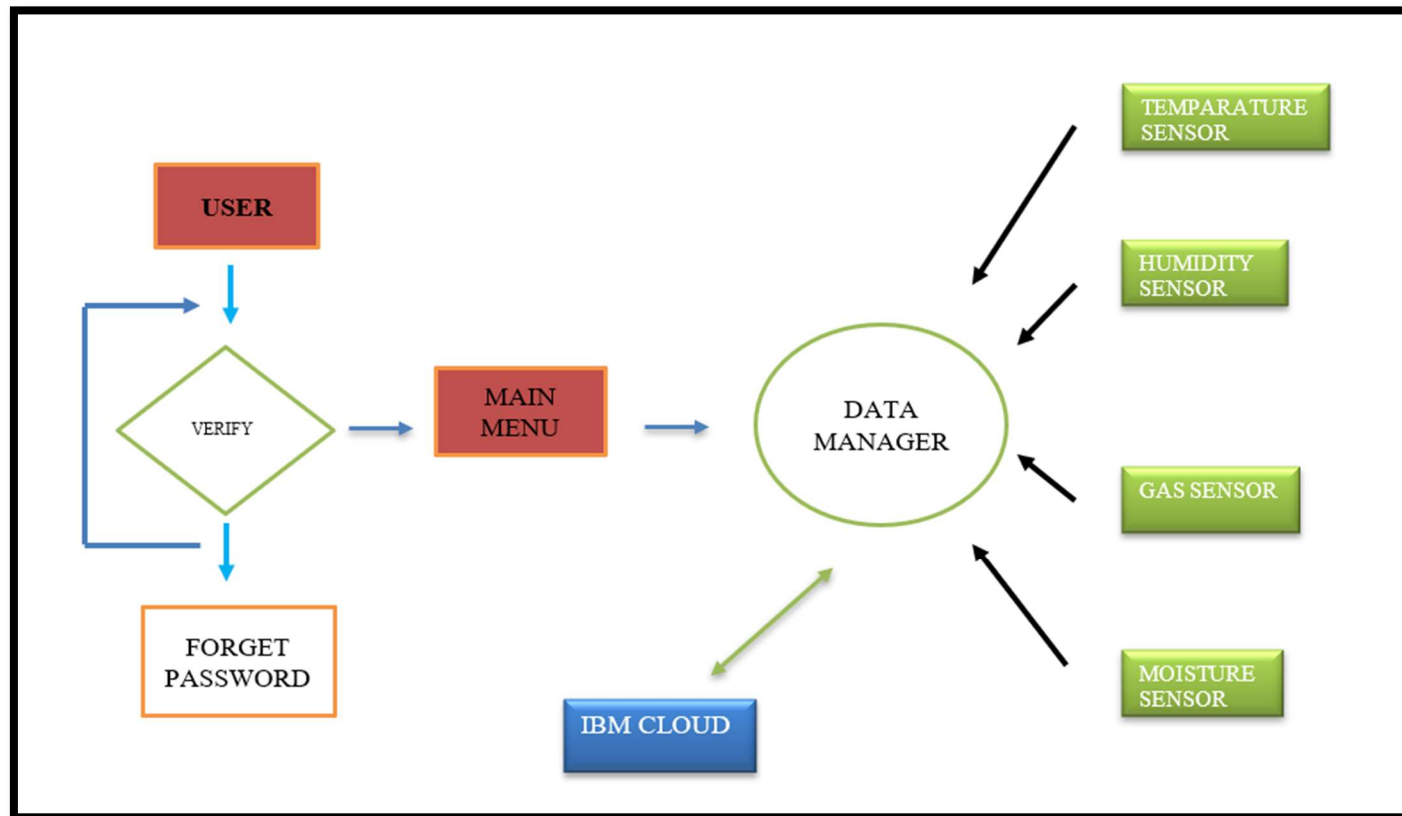 USER
VERIFY
FORGET
PASSWORD
MAIN
MENU
DATA
MANAGER
IBM CLOUD
TEMPARATURE
SENSOR
HUMIDITY
SENSOR
GAS SENSOR
MOISTURE
SENSOR